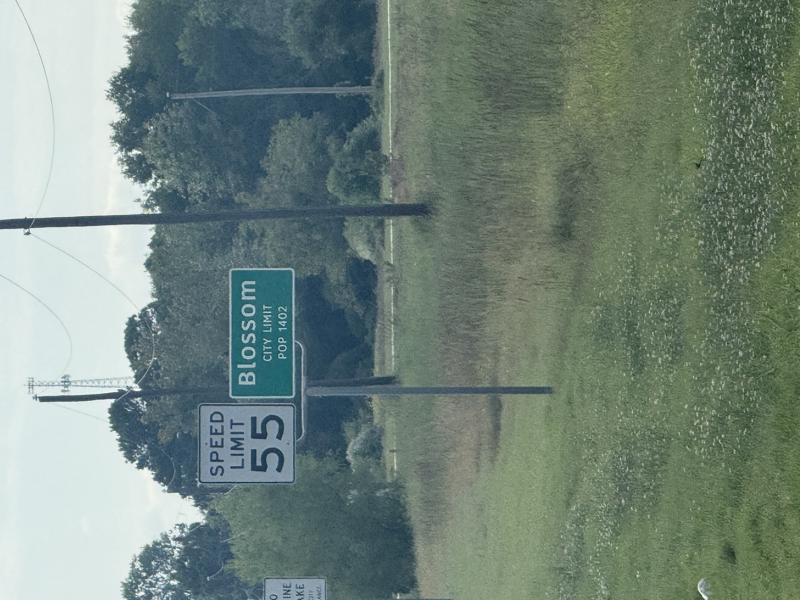 Blossom
CITY LIMIT
POP 1402
SPEED
LIMIT
55